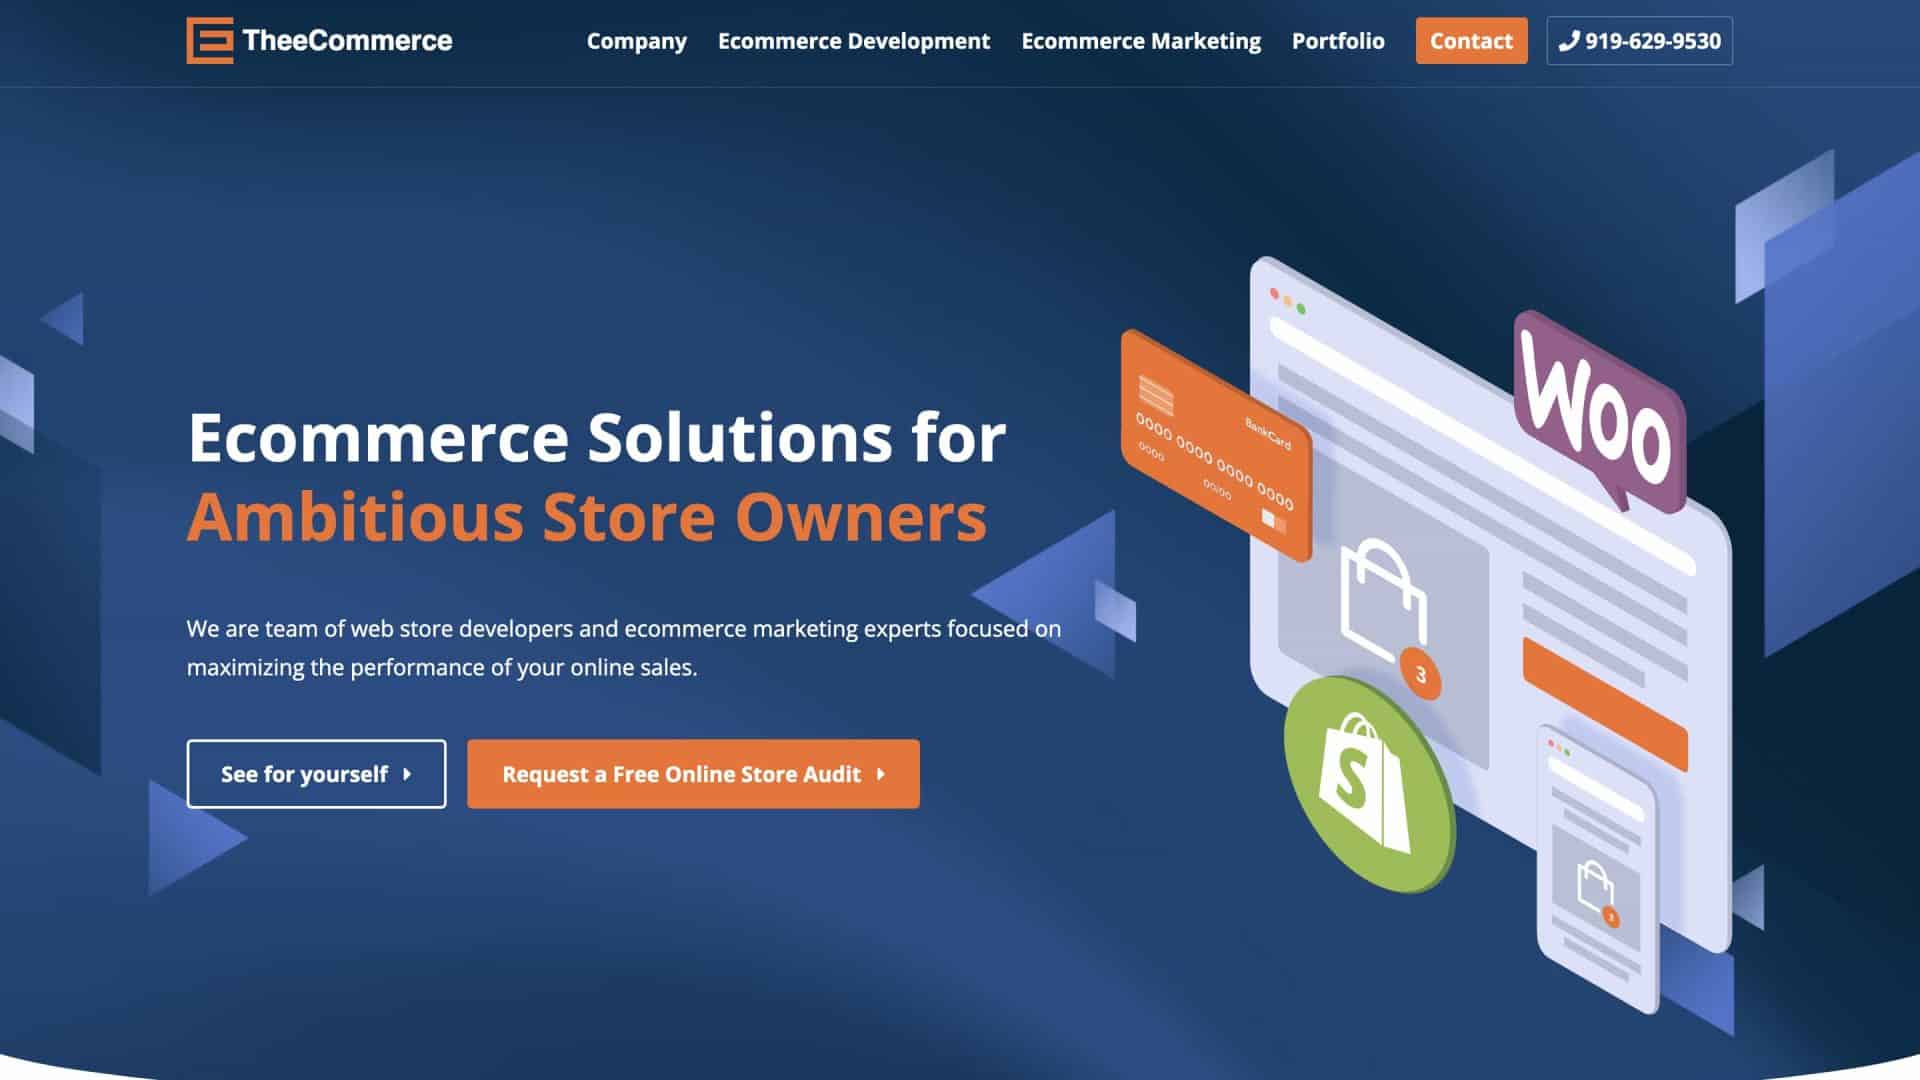 TheeCommerce
Company
Ecommerce Development
Ecommerce Marketing
Portfolio
Contact
919-629-9530
Ecommerce Solutions for
Ambitious Store Owners
We are team of web store developers and ecommerce marketing experts focused on
maximizing the performance of your online sales.
See for yourself
Request a Free Online Store Audit
BankCard
0000 0000 0000 0000
0000
00/00
WOO
3
S
3